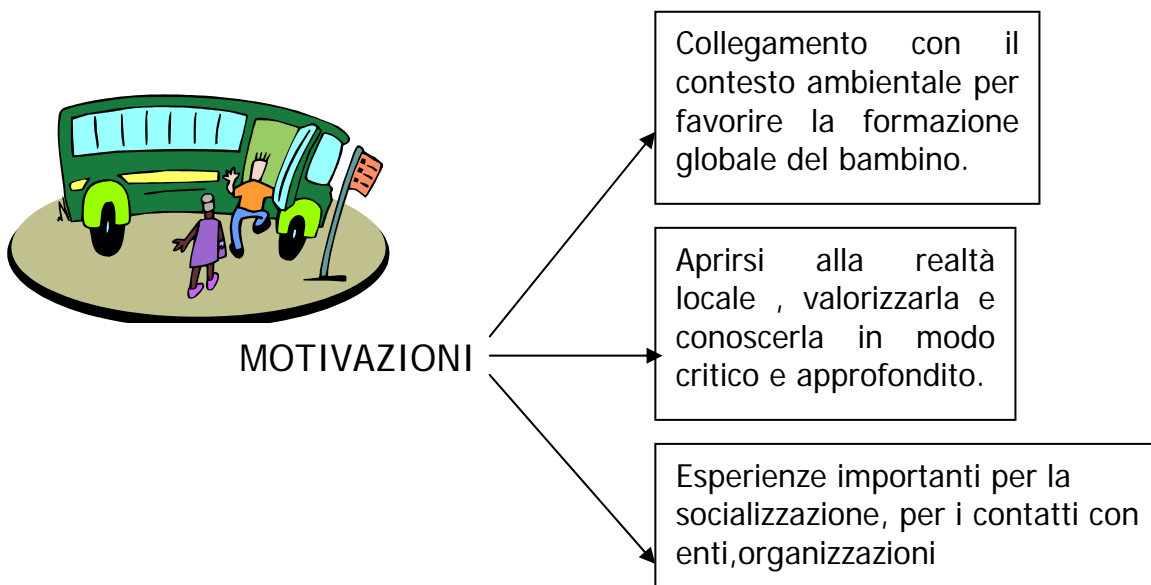 Collegamento con il
contesto ambientale per
favorire la formazione
globale del bambino.
Aprirsi alla realtà
locale , valorizzarla e
conoscerla in modo
critico e approfondito.
MOTIVAZIONI
Esperienze importanti per la
socializzazione, per i contatti con
enti,organizzazioni